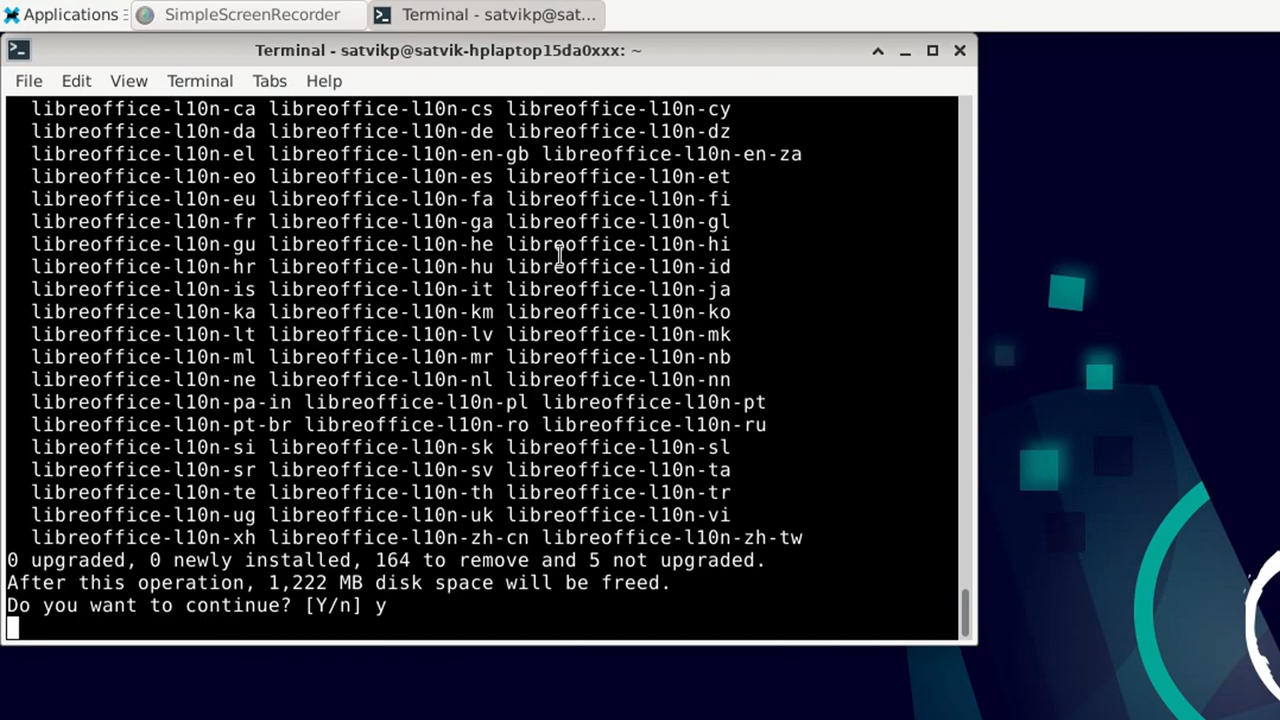 Applications
SimpleScreenRecorder
Terminal - satvikp@sat...
Terminal - satvikp@satvik-hplaptop15da0xxx: ~
File Edit View Terminal Tabs Help
libreoffice-l10n-ca libreoffice-l10n-cs libreoffice-l10n-cy
libreoffice-l10n-da libreoffice-l10n-de libreoffice-l10n-dz
libreoffice-l10n-el libreoffice-l10n-en-gb libreoffice-l10n-en-za
libreoffice-l10n-eo libreoffice-l10n-es libreoffice-l10n-et
libreoffice-l10n-eu libreoffice-l10n-fa libreoffice-l10n-fi
libreoffice-l10n-fr libreoffice-l10n-ga libreoffice-l10n-gl
libreoffice-l10n-gu libreoffice-l10n-he libreoffice-l10n-hi
libreoffice-l10n-hr libreoffice-l10n-hu libreoffice-l10n-id
libreoffice-l10n-is libreoffice-l10n-it libreoffice-l10n-ja
libreoffice-l10n-ka libreoffice-l10n-km libreoffice-l10n-ko
libreoffice-l10n-lt libreoffice-l10n-lv libreoffice-l10n-mk
libreoffice-l10n-ml libreoffice-l10n-mr libreoffice-l10n-nb
libreoffice-l10n-ne libreoffice-l10n-nl libreoffice-l10n-nn
libreoffice-l10n-pa-in libreoffice-l10n-pl libreoffice-l10n-pt
libreoffice-l10n-pt-br libreoffice-l10n-ro libreoffice-l10n-ru
libreoffice-l10n-si libreoffice-l10n-sk libreoffice-l10n-sl
libreoffice-l10n-sr libreoffice-l10n-sv libreoffice-l10n-ta
libreoffice-l10n-te libreoffice-l10n-th libreoffice-l10n-tr
libreoffice-l10n-ug libreoffice-l10n-uk libreoffice-l10n-vi
libreoffice-l10n-xh libreoffice-l10n-zh-cn libreoffice-l10n-zh-tw
0 upgraded, 0 newly installed, 164 to remove and 5 not upgraded.
After this operation, 1,222 MB disk space will be freed.
Do you want to continue? [Y/n] y